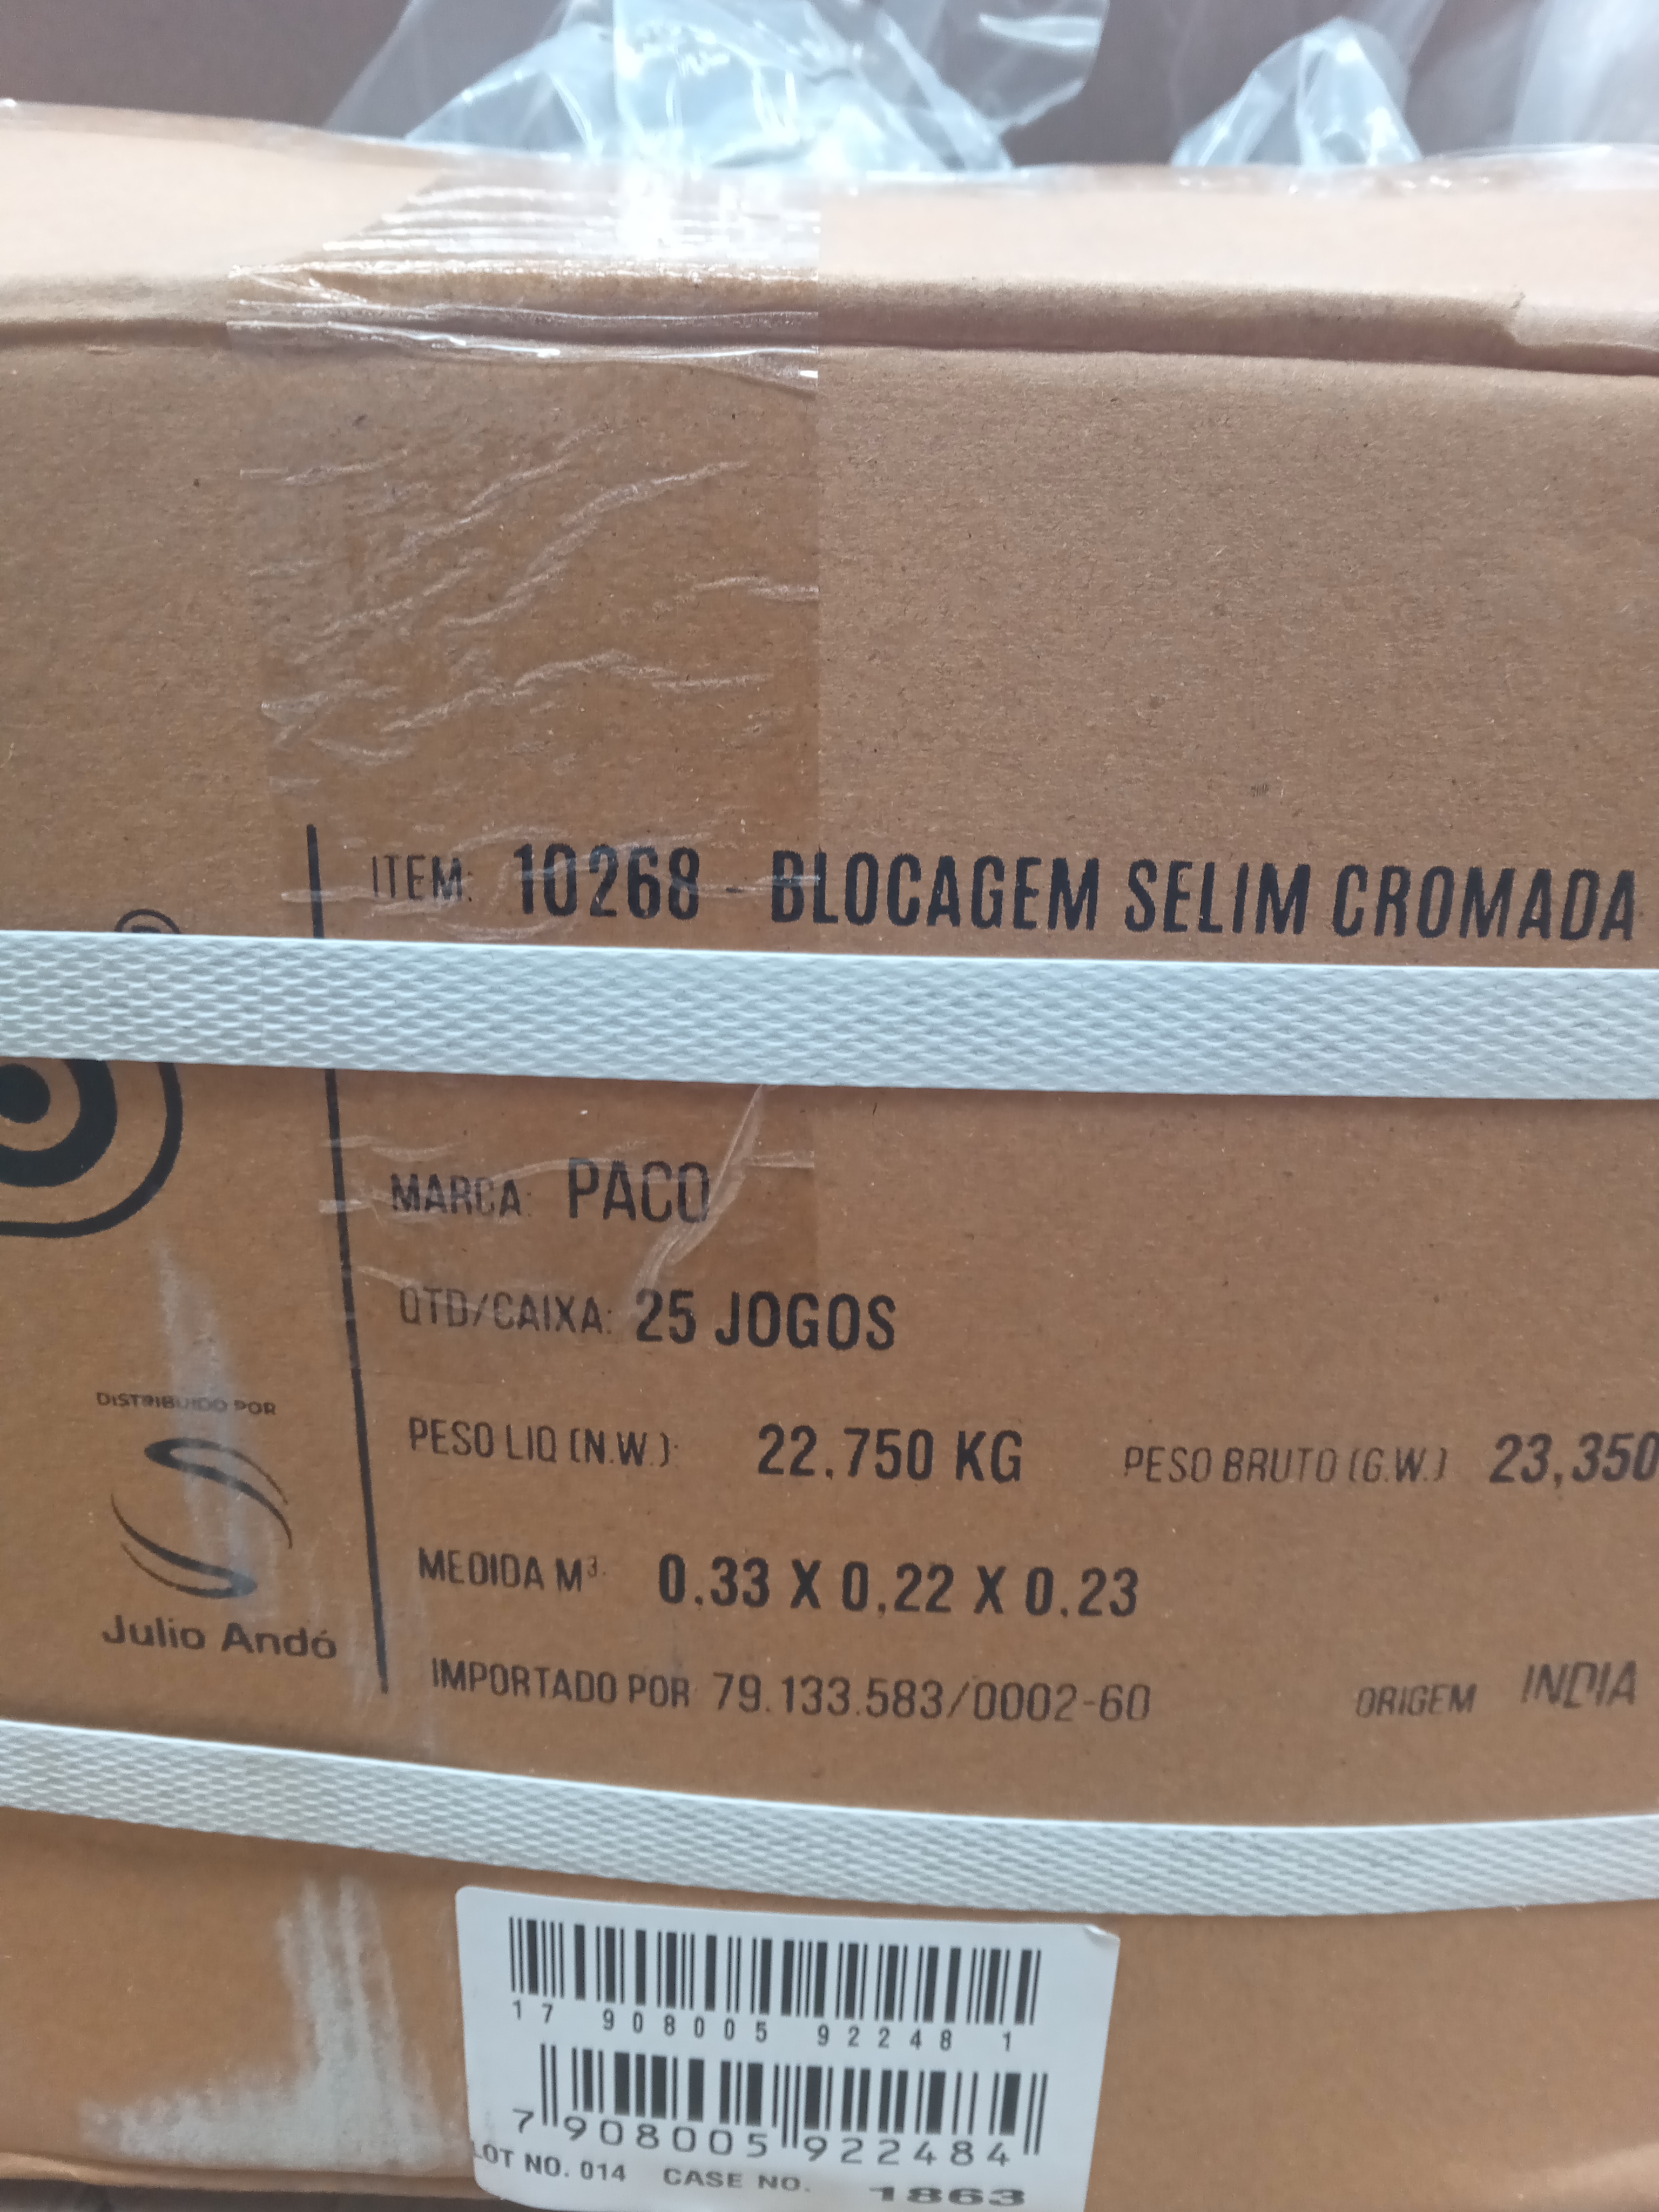 ITEM: 10268 - BLOCAGEM SELIM CROMADA
MARCA: PACO
QTD/CAIXA: 25 JOGOS
PESO LIQ (N.W.): 22.750 KG PESO BRUTO (G.W.) 23,350
MEDIDA M³: 0.33 X 0,22 X 0.23
IMPORTADO POR 79.133.583/0002-60 ORIGEM INDIA
DISTRIBUIDO POR
Julio Andó
17 908005 92248 1
7 908005 922484
LOT NO. 014 CASE NO. 1863